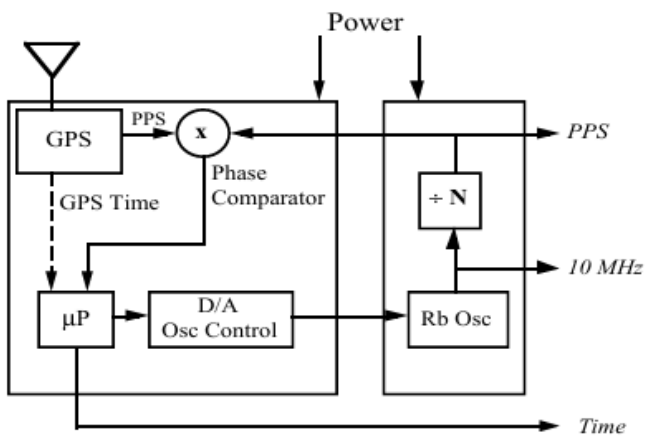 Power
GPS
PPS
x
PPS
Phase
Comparator
GPS Time
÷ N
10 MHz
μP
D/A
Osc Control
Rb Osc
Time